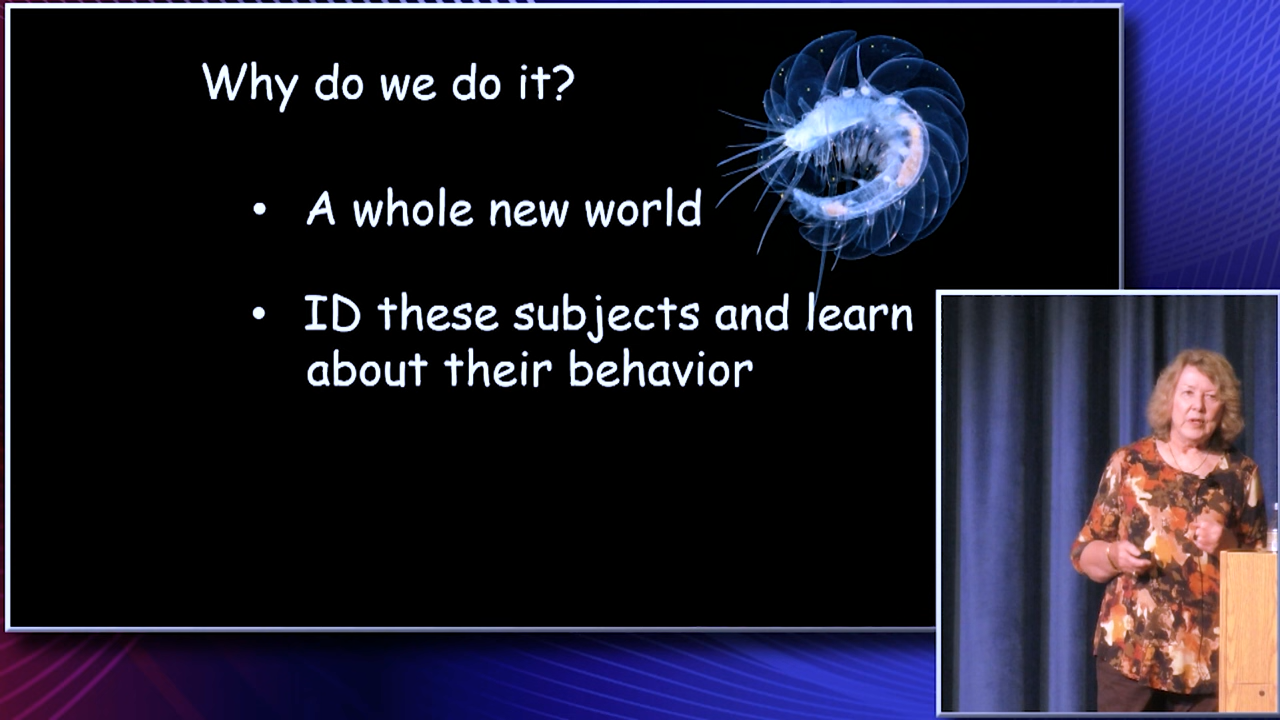 Why do we do it?
• A whole new world
• ID these subjects and learn
about their behavior